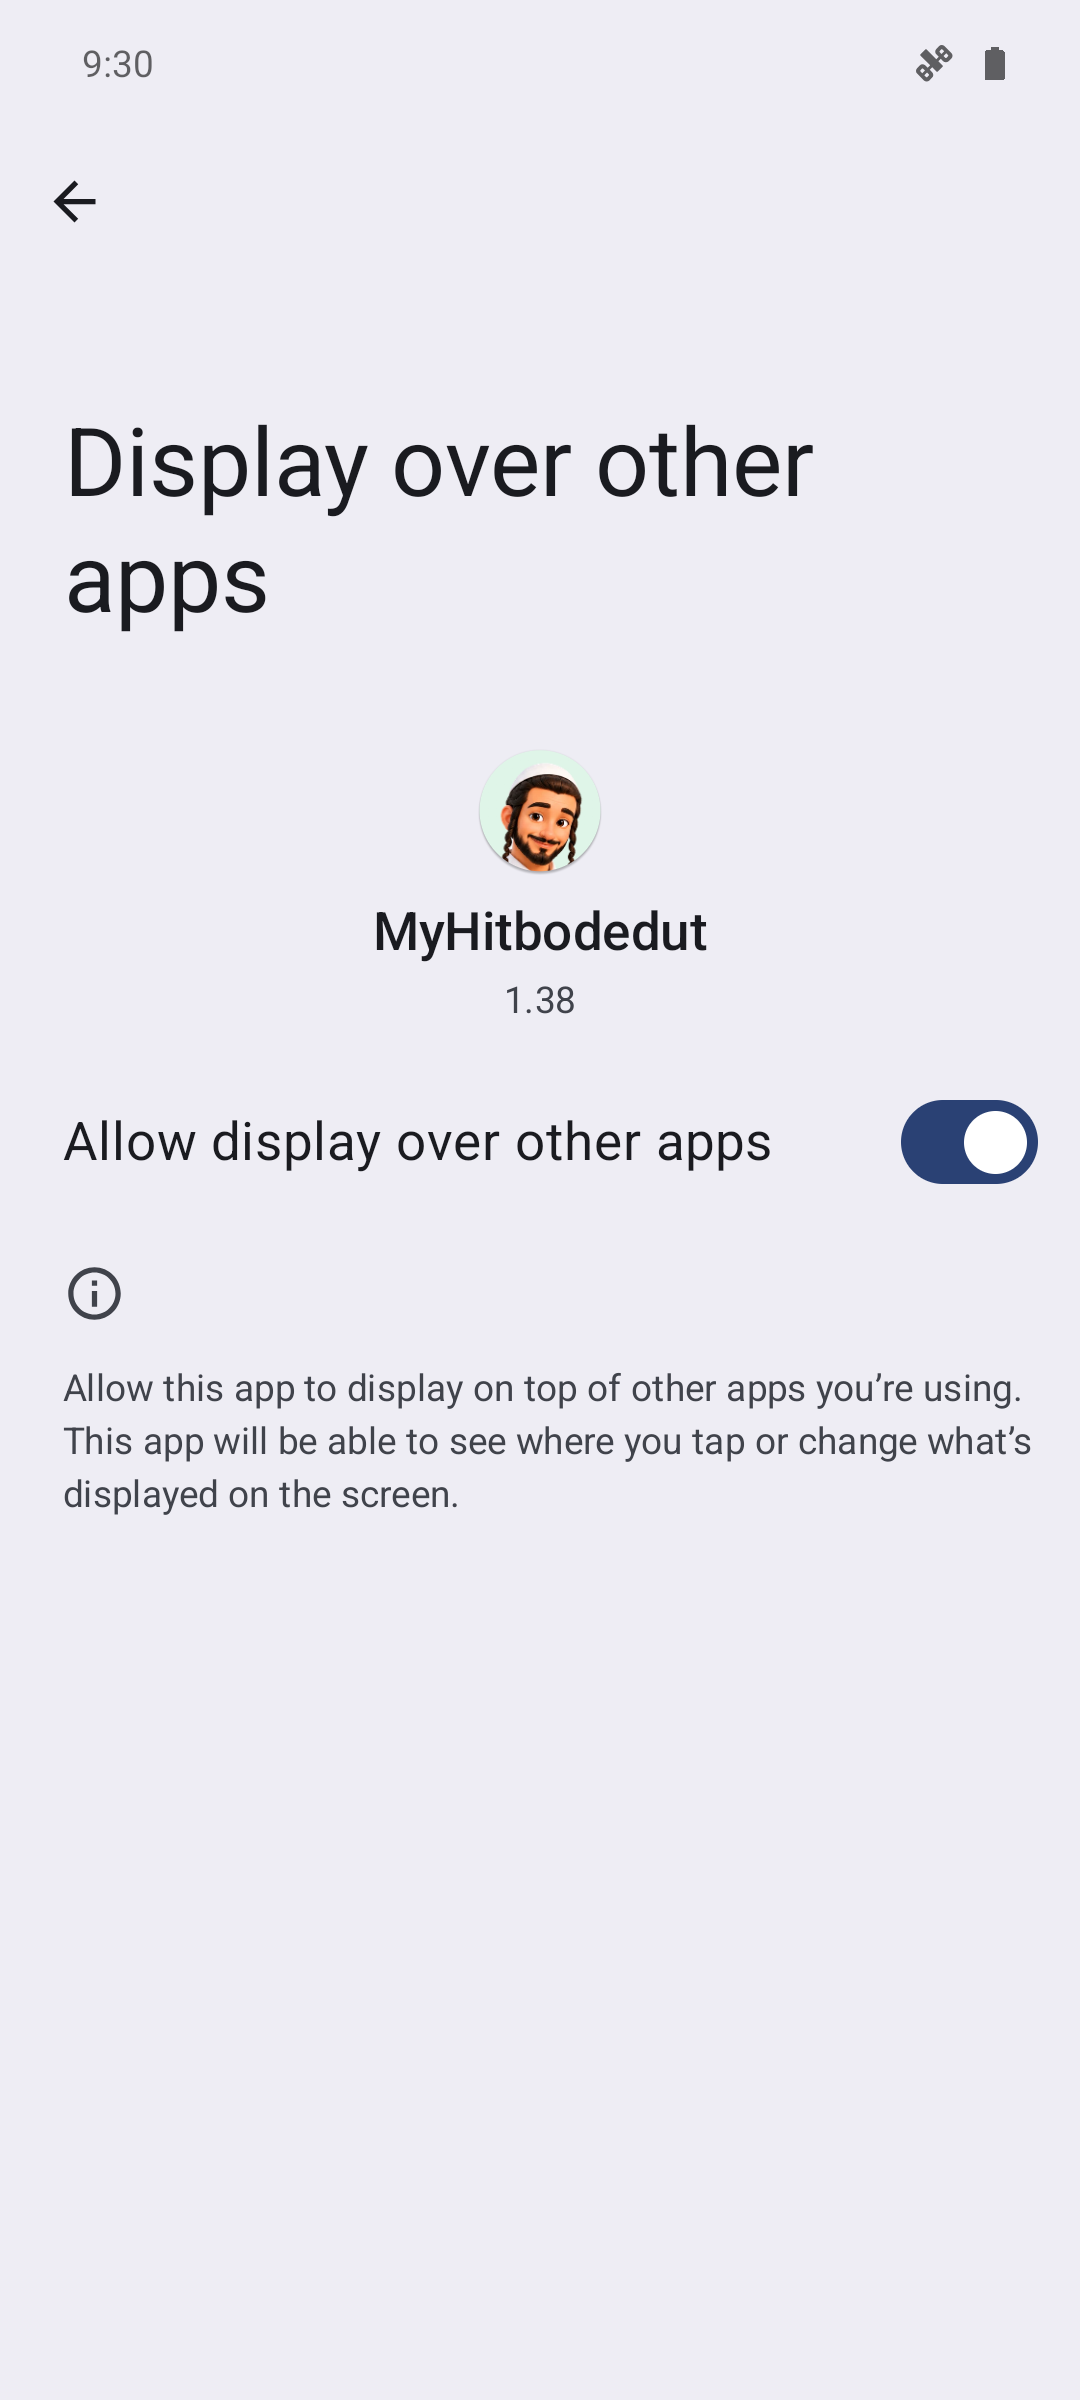 9:30
Display over other
apps
MyHitbodedut
1.38
Allow display over other apps
Allow this app to display on top of other apps you’re using.
This app will be able to see where you tap or change what’s
displayed on the screen.